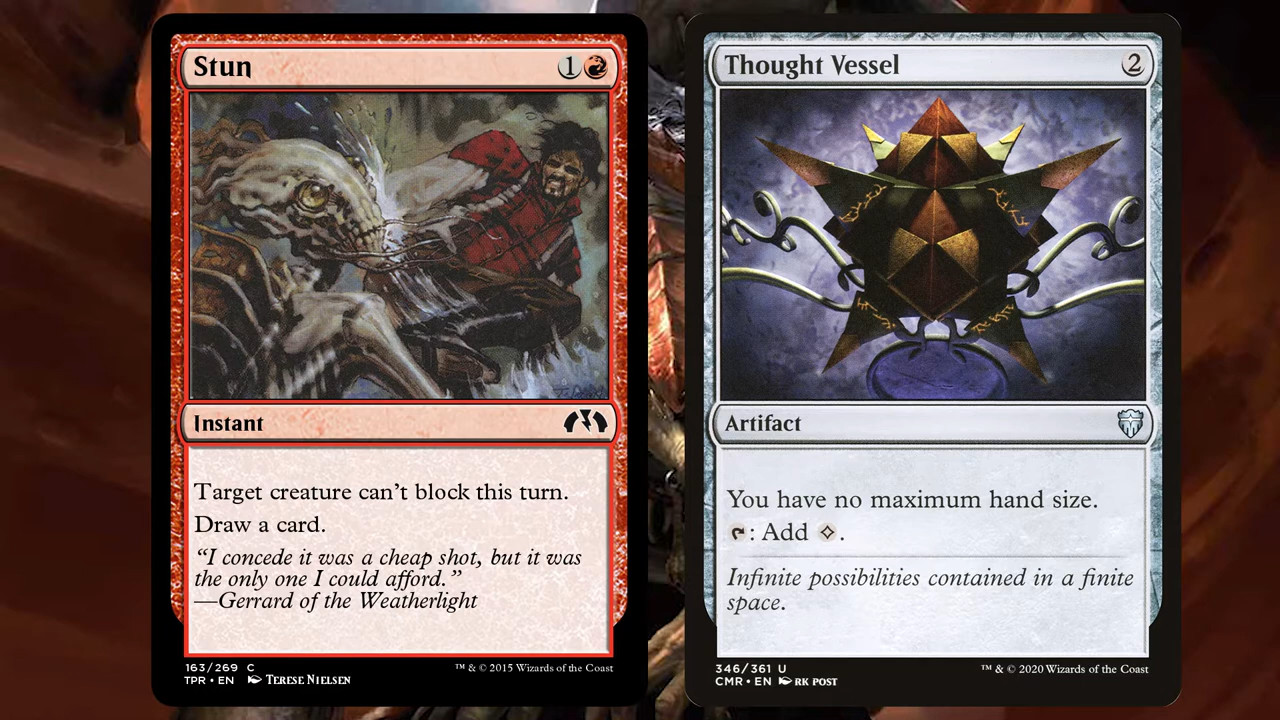 Stun
1
Instant
Target creature can't block this turn.
Draw a card.
"I concede it was a cheap shot, but it was
the only one I could afford."
—Gerrard of the Weatherlight
163/269 C
TPR • EN TERESE NIELSEN
™ & © 2015 Wizards of the Coast
Thought Vessel
2
Artifact
You have no maximum hand size.
: Add .
Infinite possibilities contained in a finite
space.
346/361 U
CMR • EN RK POST
™ & © 2020 Wizards of the Coast